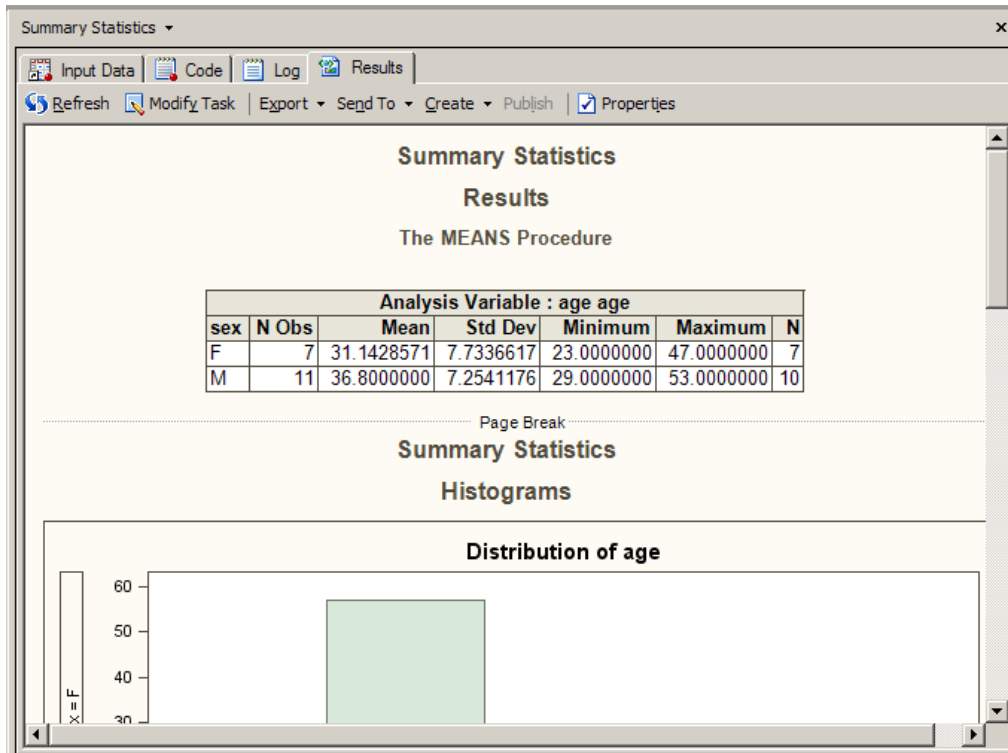 Summary Statistics
Input Data Code Log Results
Refresh Modify Task Export Send To Create Publish Properties
Summary Statistics
Results
The MEANS Procedure
Analysis Variable : age age
sex N Obs Mean Std Dev Minimum Maximum N
F 7 31.1428571 7.7336617 23.0000000 47.0000000 7
M 11 36.8000000 7.2541176 29.0000000 53.0000000 10
Page Break
Summary Statistics
Histograms
Distribution of age
60
50
40
30
x = F